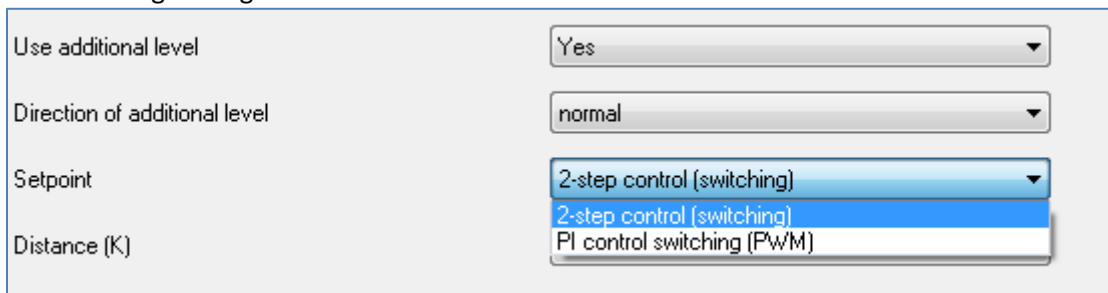 Use additional level Yes
Direction of additional level normal
Setpoint 2-step control (switching)
2-step control (switching)
PI control switching (PWM)
Distance (K)